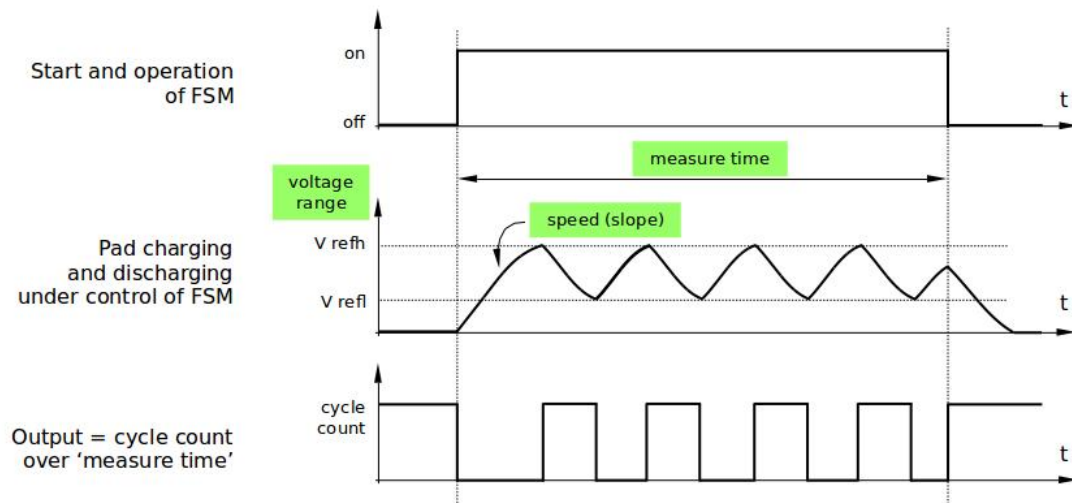 Start and operation
of FSM
on
off
t
measure time
voltage
range
speed (slope)
Pad charging
and discharging
under control of FSM
V refh
V refl
t
Output = cycle count
over ‘measure time’
cycle
count
t